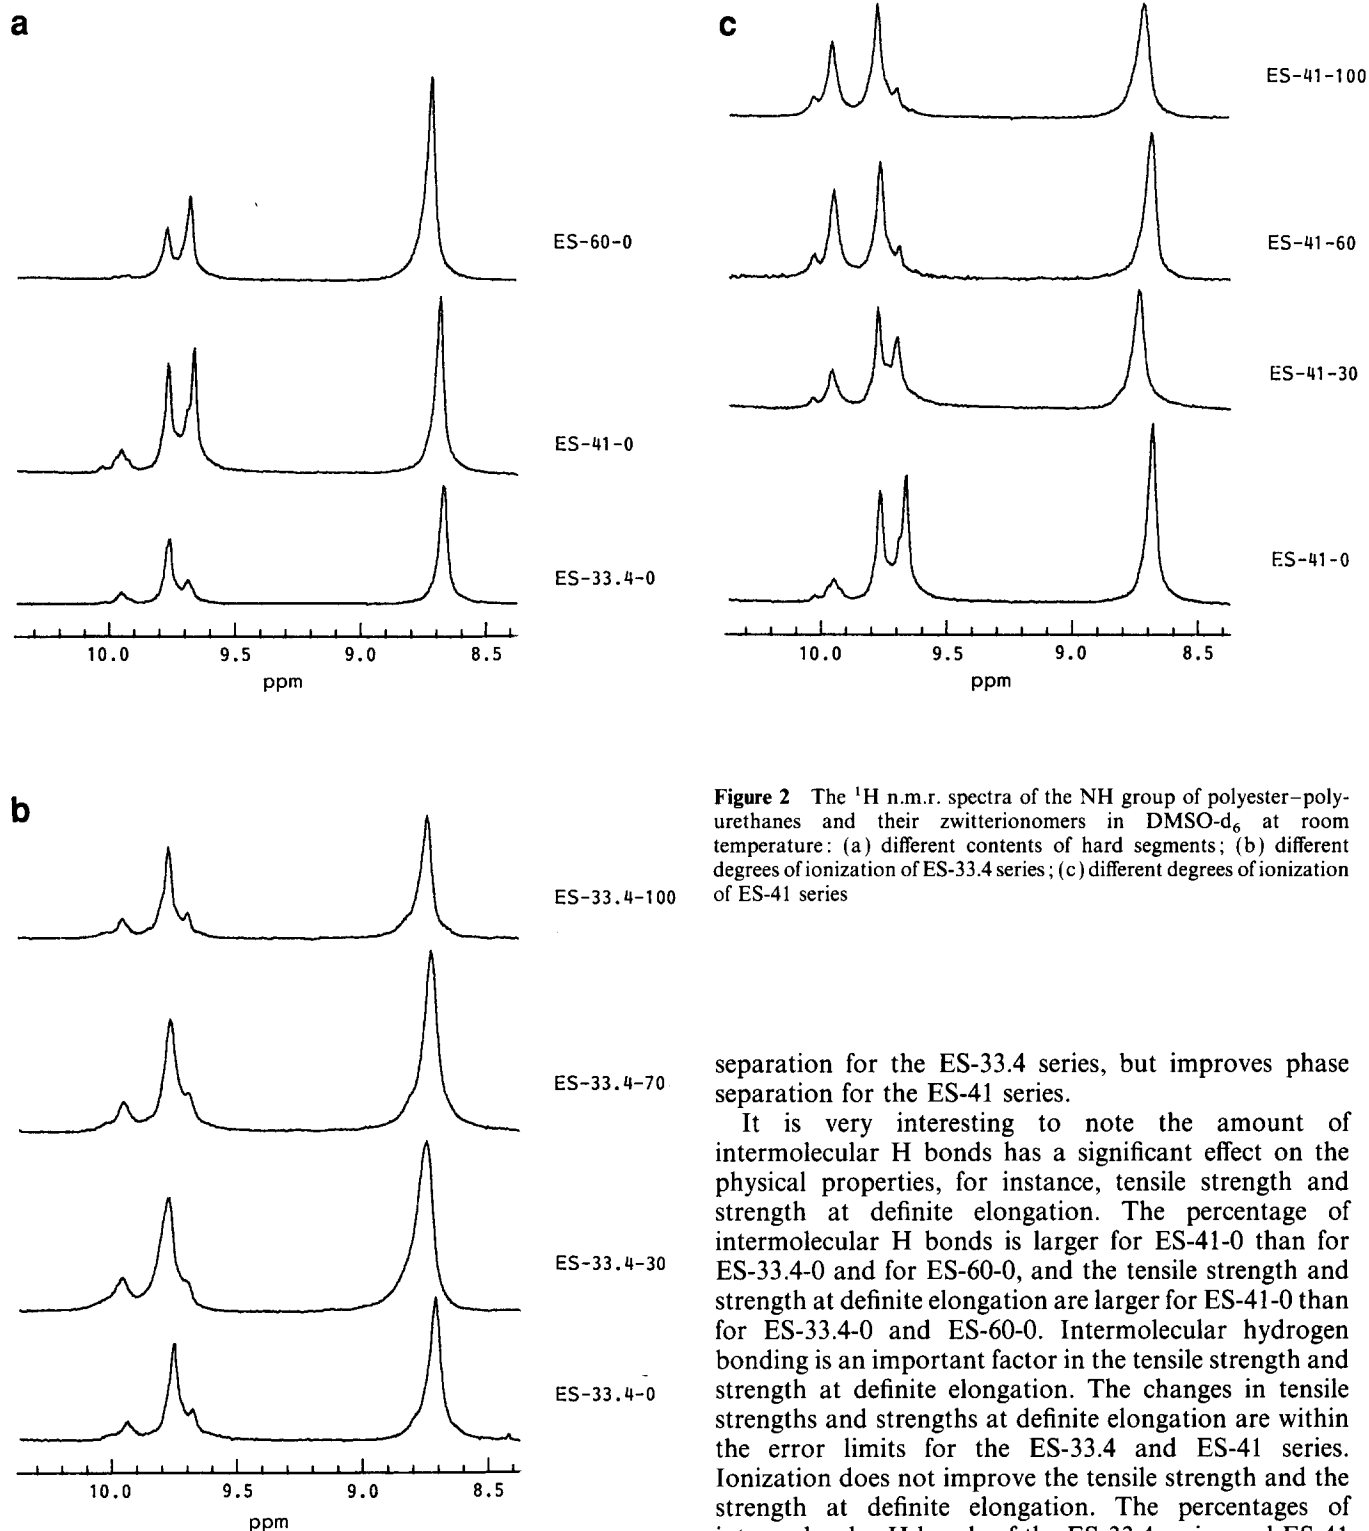 a
ES-60-0
ES-41-0
ES-33.4-0
10.0 9.5 9.0 8.5
ppm
b
ES-33.4-100
ES-33.4-70
ES-33.4-30
ES-33.4-0
10.0 9.5 9.0 8.5
ppm
c
ES-41-100
ES-41-60
ES-41-30
ES-41-0
10.0 9.5 9.0 8.5
ppm
Figure 2 The ¹H n.m.r. spectra of the NH group of polyester–poly-
urethanes and their zwitterionomers in DMSO-d₆ at room
temperature: (a) different contents of hard segments; (b) different
degrees of ionization of ES-33.4 series; (c) different degrees of ionization
of ES-41 series
separation for the ES-33.4 series, but improves phase
separation for the ES-41 series.
It is very interesting to note the amount of
intermolecular H bonds has a significant effect on the
physical properties, for instance, tensile strength and
strength at definite elongation. The percentage of
intermolecular H bonds is larger for ES-41-0 than for
ES-33.4-0 and for ES-60-0, and the tensile strength and
strength at definite elongation are larger for ES-41-0 than
for ES-33.4-0 and ES-60-0. Intermolecular hydrogen
bonding is an important factor in the tensile strength and
strength at definite elongation. The changes in tensile
strengths and strengths at definite elongation are within
the error limits for the ES-33.4 and ES-41 series.
Ionization does not improve the tensile strength and the
strength at definite elongation. The percentages of